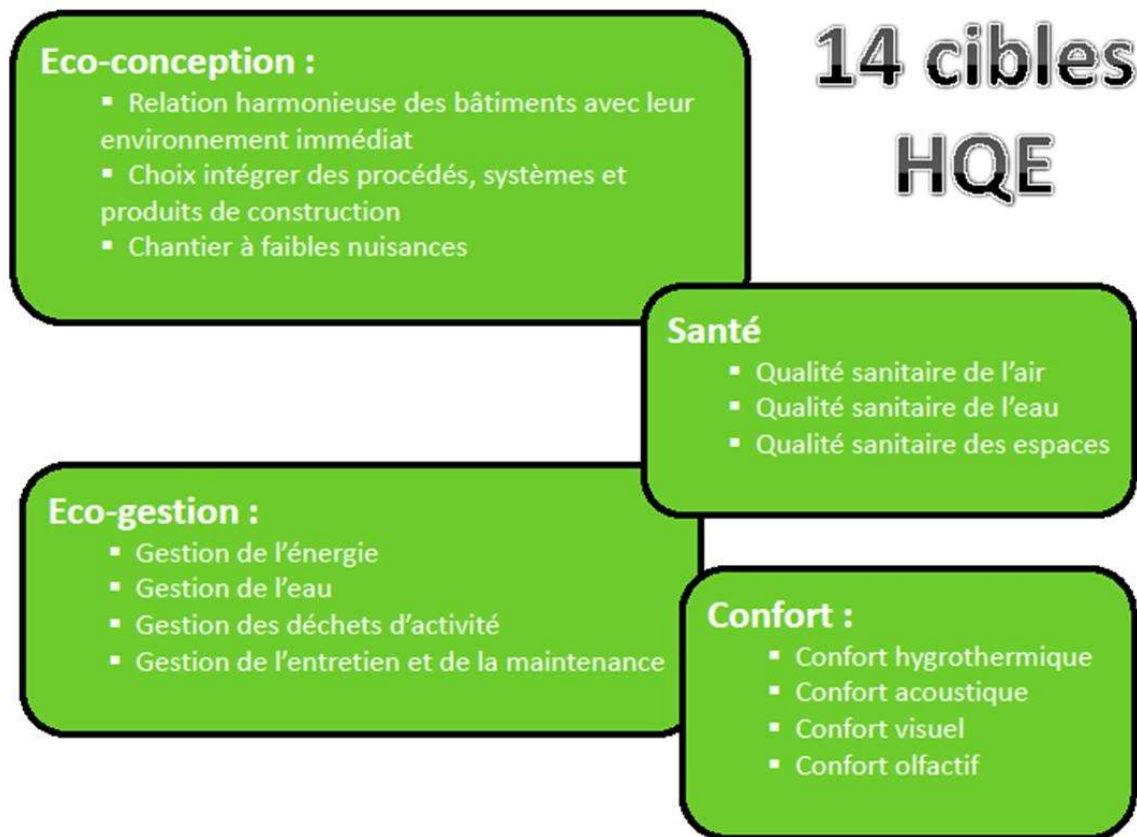 14 cibles
HQE
Eco-conception :
▪ Relation harmonieuse des bâtiments avec leur
environnement immédiat
▪ Choix intégrer des procédés, systèmes et
produits de construction
▪ Chantier à faibles nuisances
Santé
▪ Qualité sanitaire de l'air
▪ Qualité sanitaire de l'eau
▪ Qualité sanitaire des espaces
Eco-gestion :
▪ Gestion de l'énergie
▪ Gestion de l'eau
▪ Gestion des déchets d'activité
▪ Gestion de l'entretien et de la maintenance
Confort :
▪ Confort hygrothermique
▪ Confort acoustique
▪ Confort visuel
▪ Confort olfactif